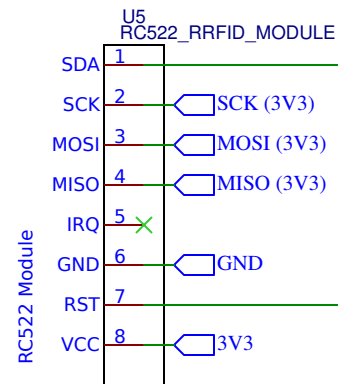 U5
RC522_RRFID_MODULE
SDA 1
SCK 2 SCK (3V3)
MOSI 3 MOSI (3V3)
MISO 4 MISO (3V3)
IRQ 5
GND 6 GND
RST 7
VCC 8 3V3
RC522 Module